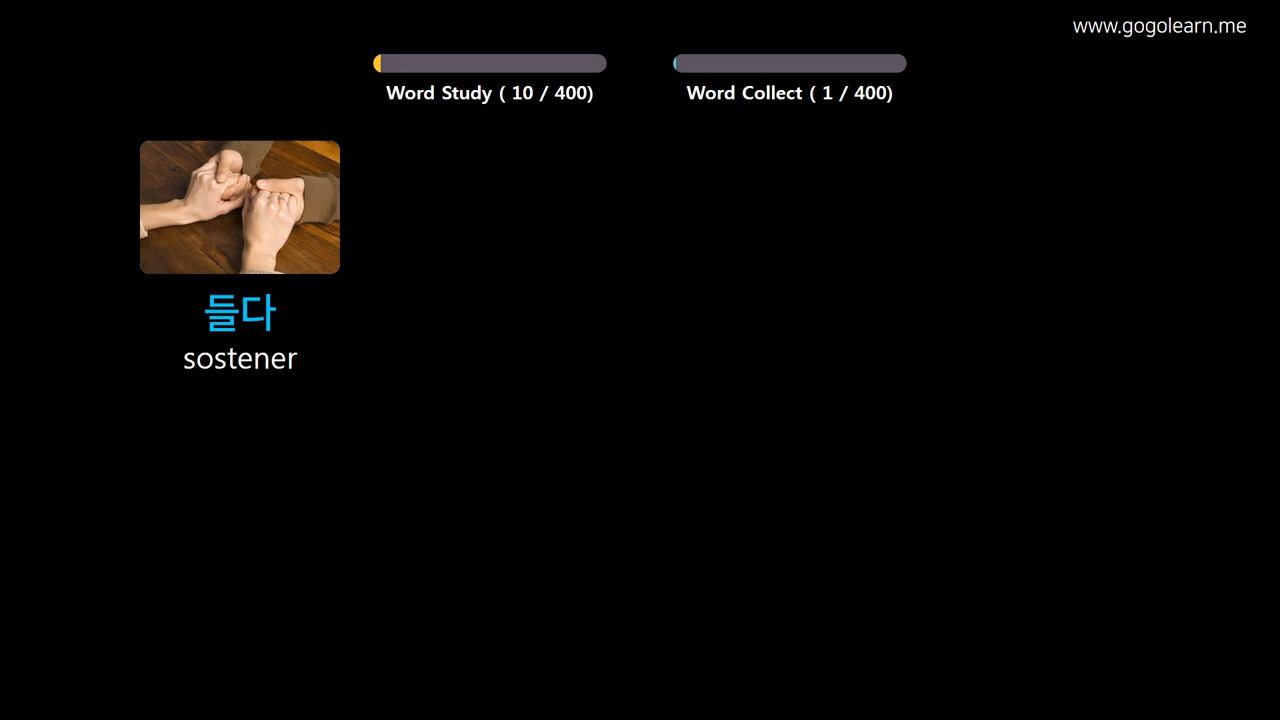 www.gogolearn.me
Word Study ( 10 / 400)
Word Collect ( 1 / 400)
들다
sostener